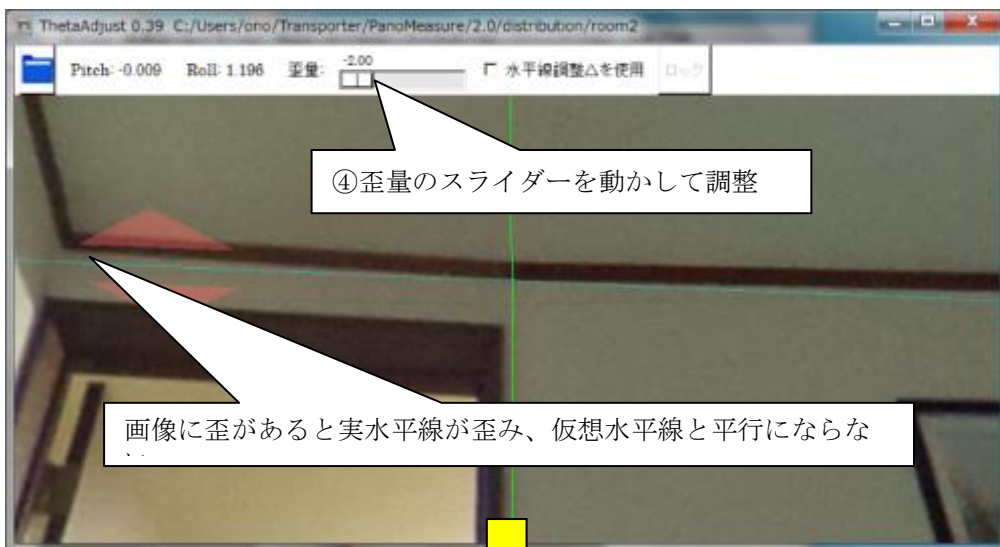 ThetaAdjust 0.39 C:/Users/ono/Transporter/PanoMeasure/2.0/distribution/room2
Pitch: -0.009 Roll: 1.196 歪量: -2.00 水平線調整△を使用 ロック
④歪量のスライダーを動かして調整
画像に歪があると実水平線が歪み、仮想水平線と平行にならな